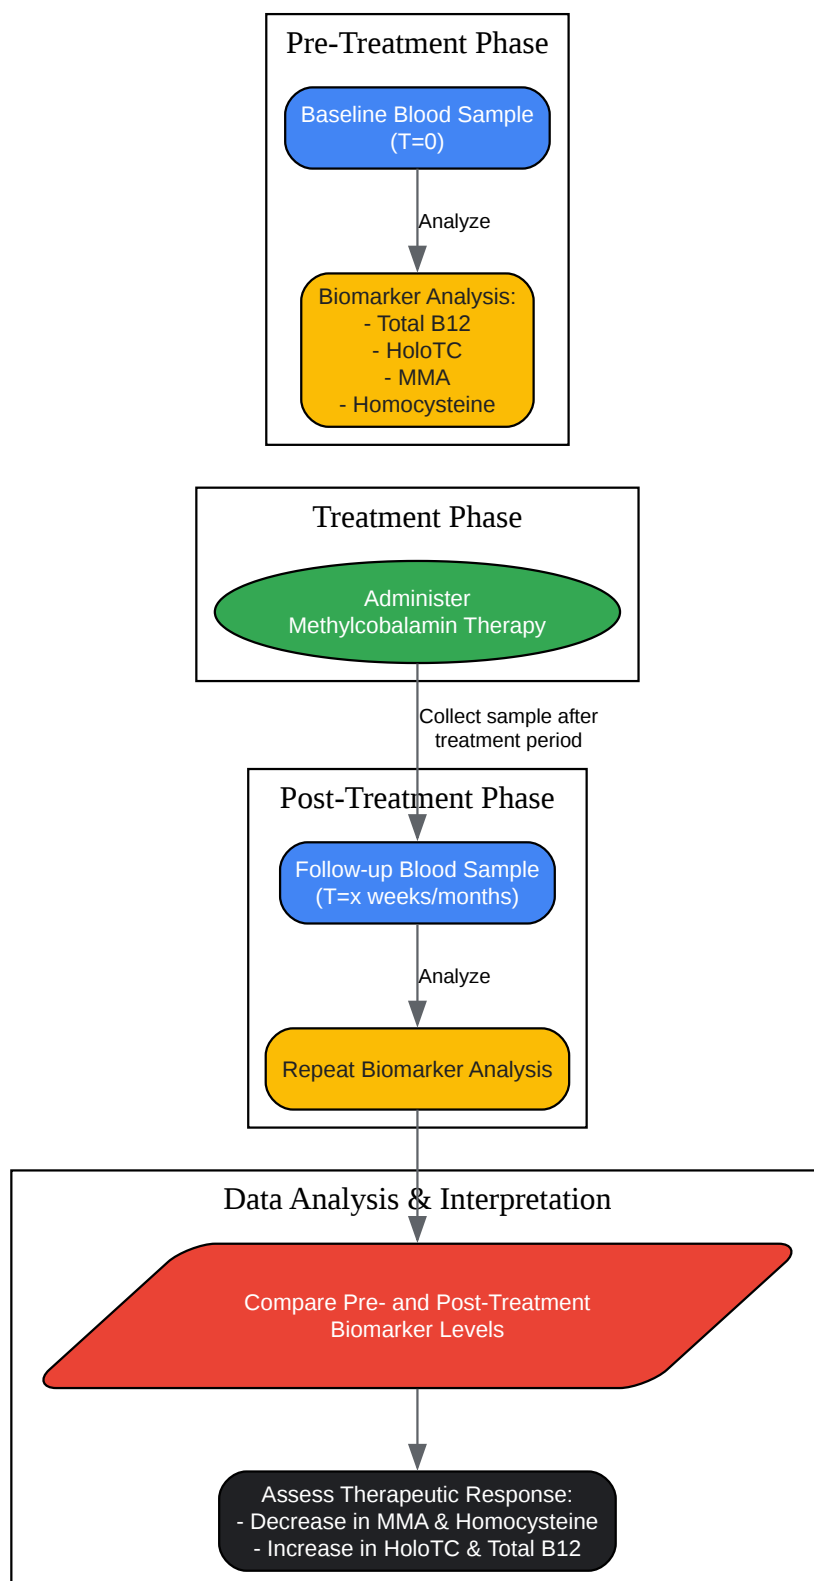 Pre-Treatment Phase
Baseline Blood Sample
(T=0)
Analyze
Biomarker Analysis:
- Total B12
- HoloTC
- MMA
- Homocysteine
Treatment Phase
Administer
Methylcobalamin Therapy
Collect sample after
treatment period
Post-Treatment Phase
Follow-up Blood Sample
(T=x weeks/months)
Analyze
Repeat Biomarker Analysis
Data Analysis & Interpretation
Compare Pre- and Post-Treatment
Biomarker Levels
Assess Therapeutic Response:
- Decrease in MMA & Homocysteine
- Increase in HoloTC & Total B12